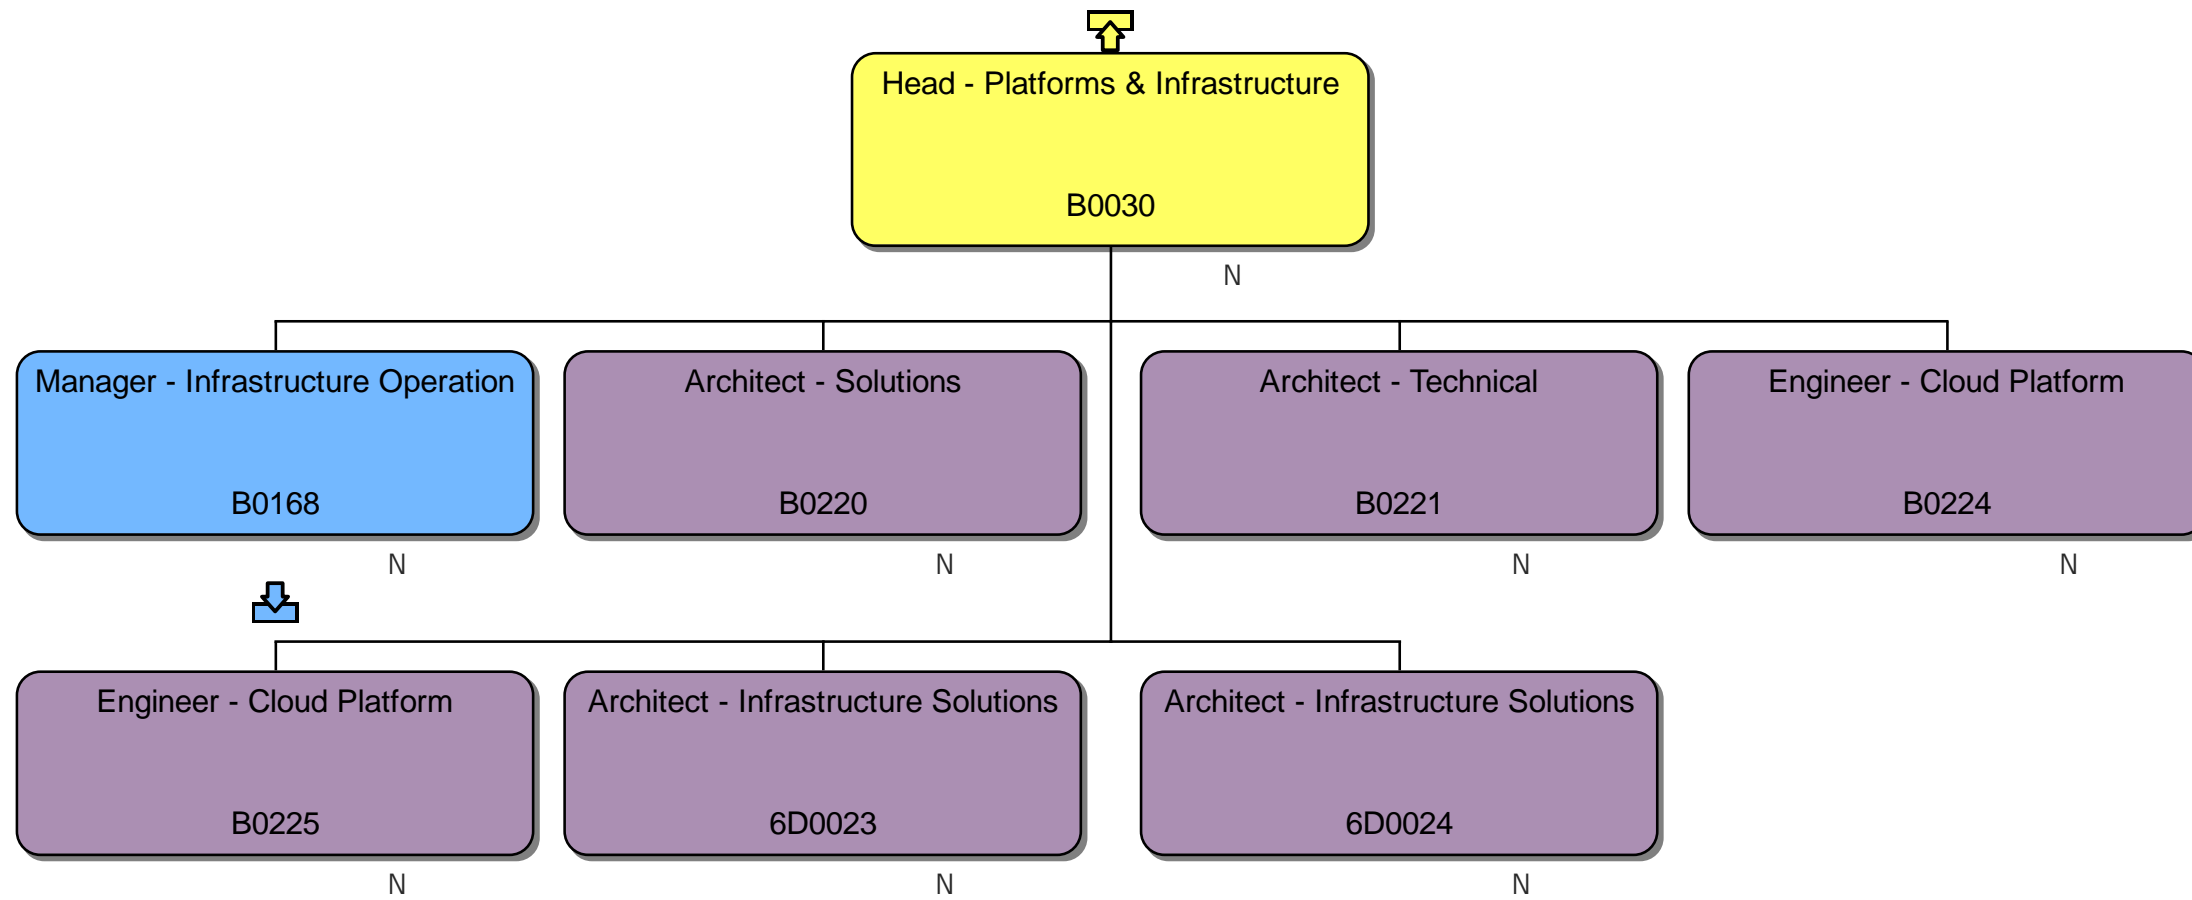 Head - Platforms & Infrastructure
B0030
N
Manager - Infrastructure Operation
B0168
N
Architect - Solutions
B0220
N
Architect - Technical
B0221
N
Engineer - Cloud Platform
B0224
N
Engineer - Cloud Platform
B0225
N
Architect - Infrastructure Solutions
6D0023
N
Architect - Infrastructure Solutions
6D0024
N